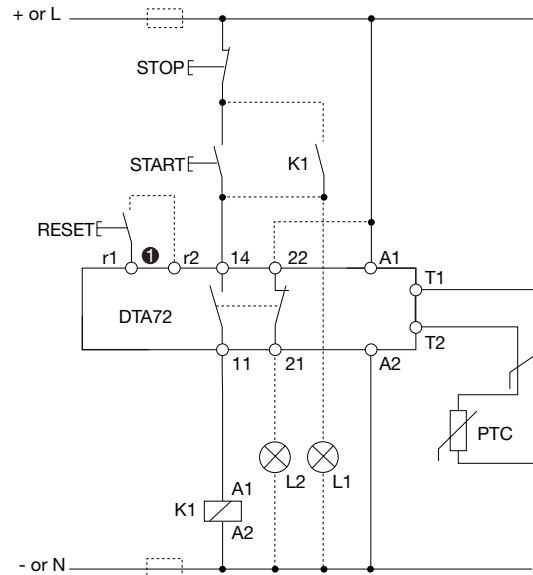 + or L
STOP
START K1
RESET
r1 ❶ r2 14 22 A1
T1
DTA72
T2
11 21 A2
PTC
L2 L1
A1
K1
A2
- or N